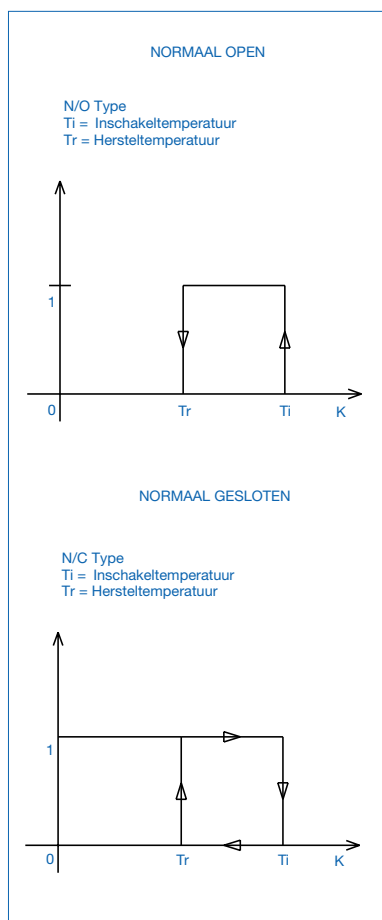 NORMAAL OPEN
N/O Type
Ti = Inschakeltemperatuur
Tr = Hersteltemperatuur
1
0 Tr Ti K
NORMAAL GESLOTEN
N/C Type
Ti = Inschakeltemperatuur
Tr = Hersteltemperatuur
1
0 Tr Ti K